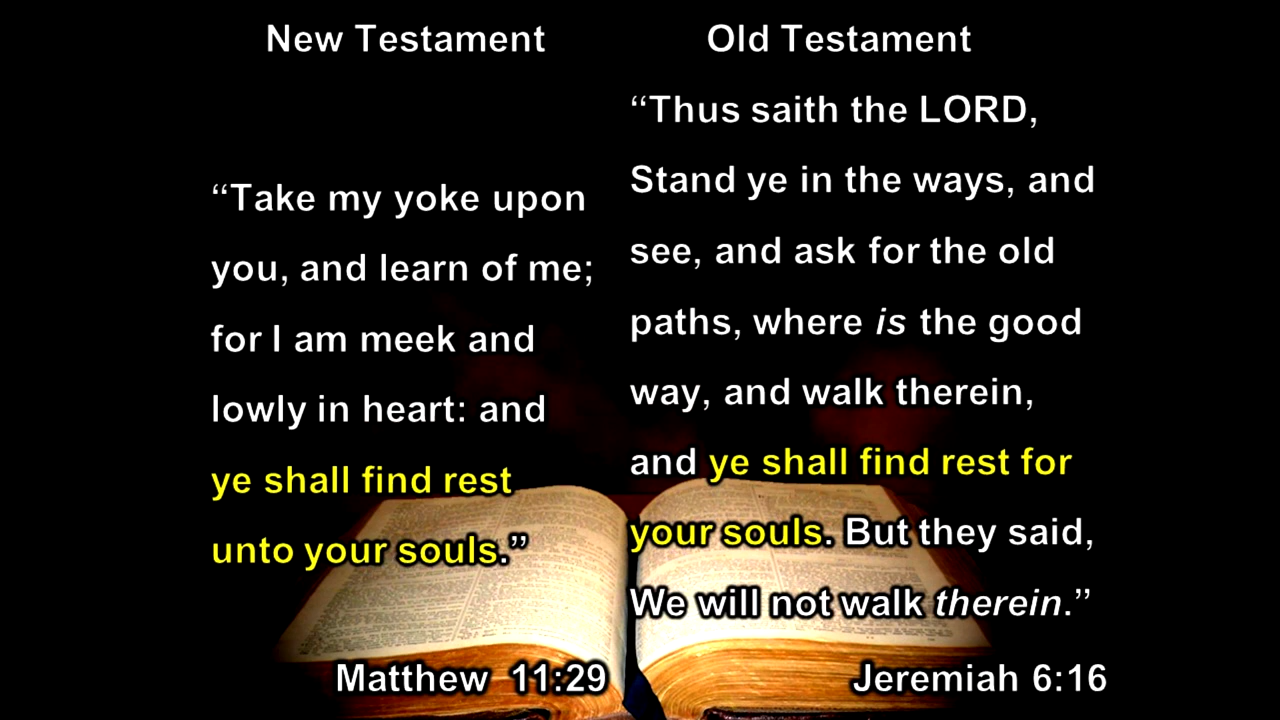 New Testament
“Take my yoke upon
you, and learn of me;
for I am meek and
lowly in heart: and
ye shall find rest
unto your souls.”
Matthew 11:29
Old Testament
“Thus saith the LORD,
Stand ye in the ways, and
see, and ask for the old
paths, where is the good
way, and walk therein,
and ye shall find rest for
your souls. But they said,
We will not walk therein.”
Jeremiah 6:16